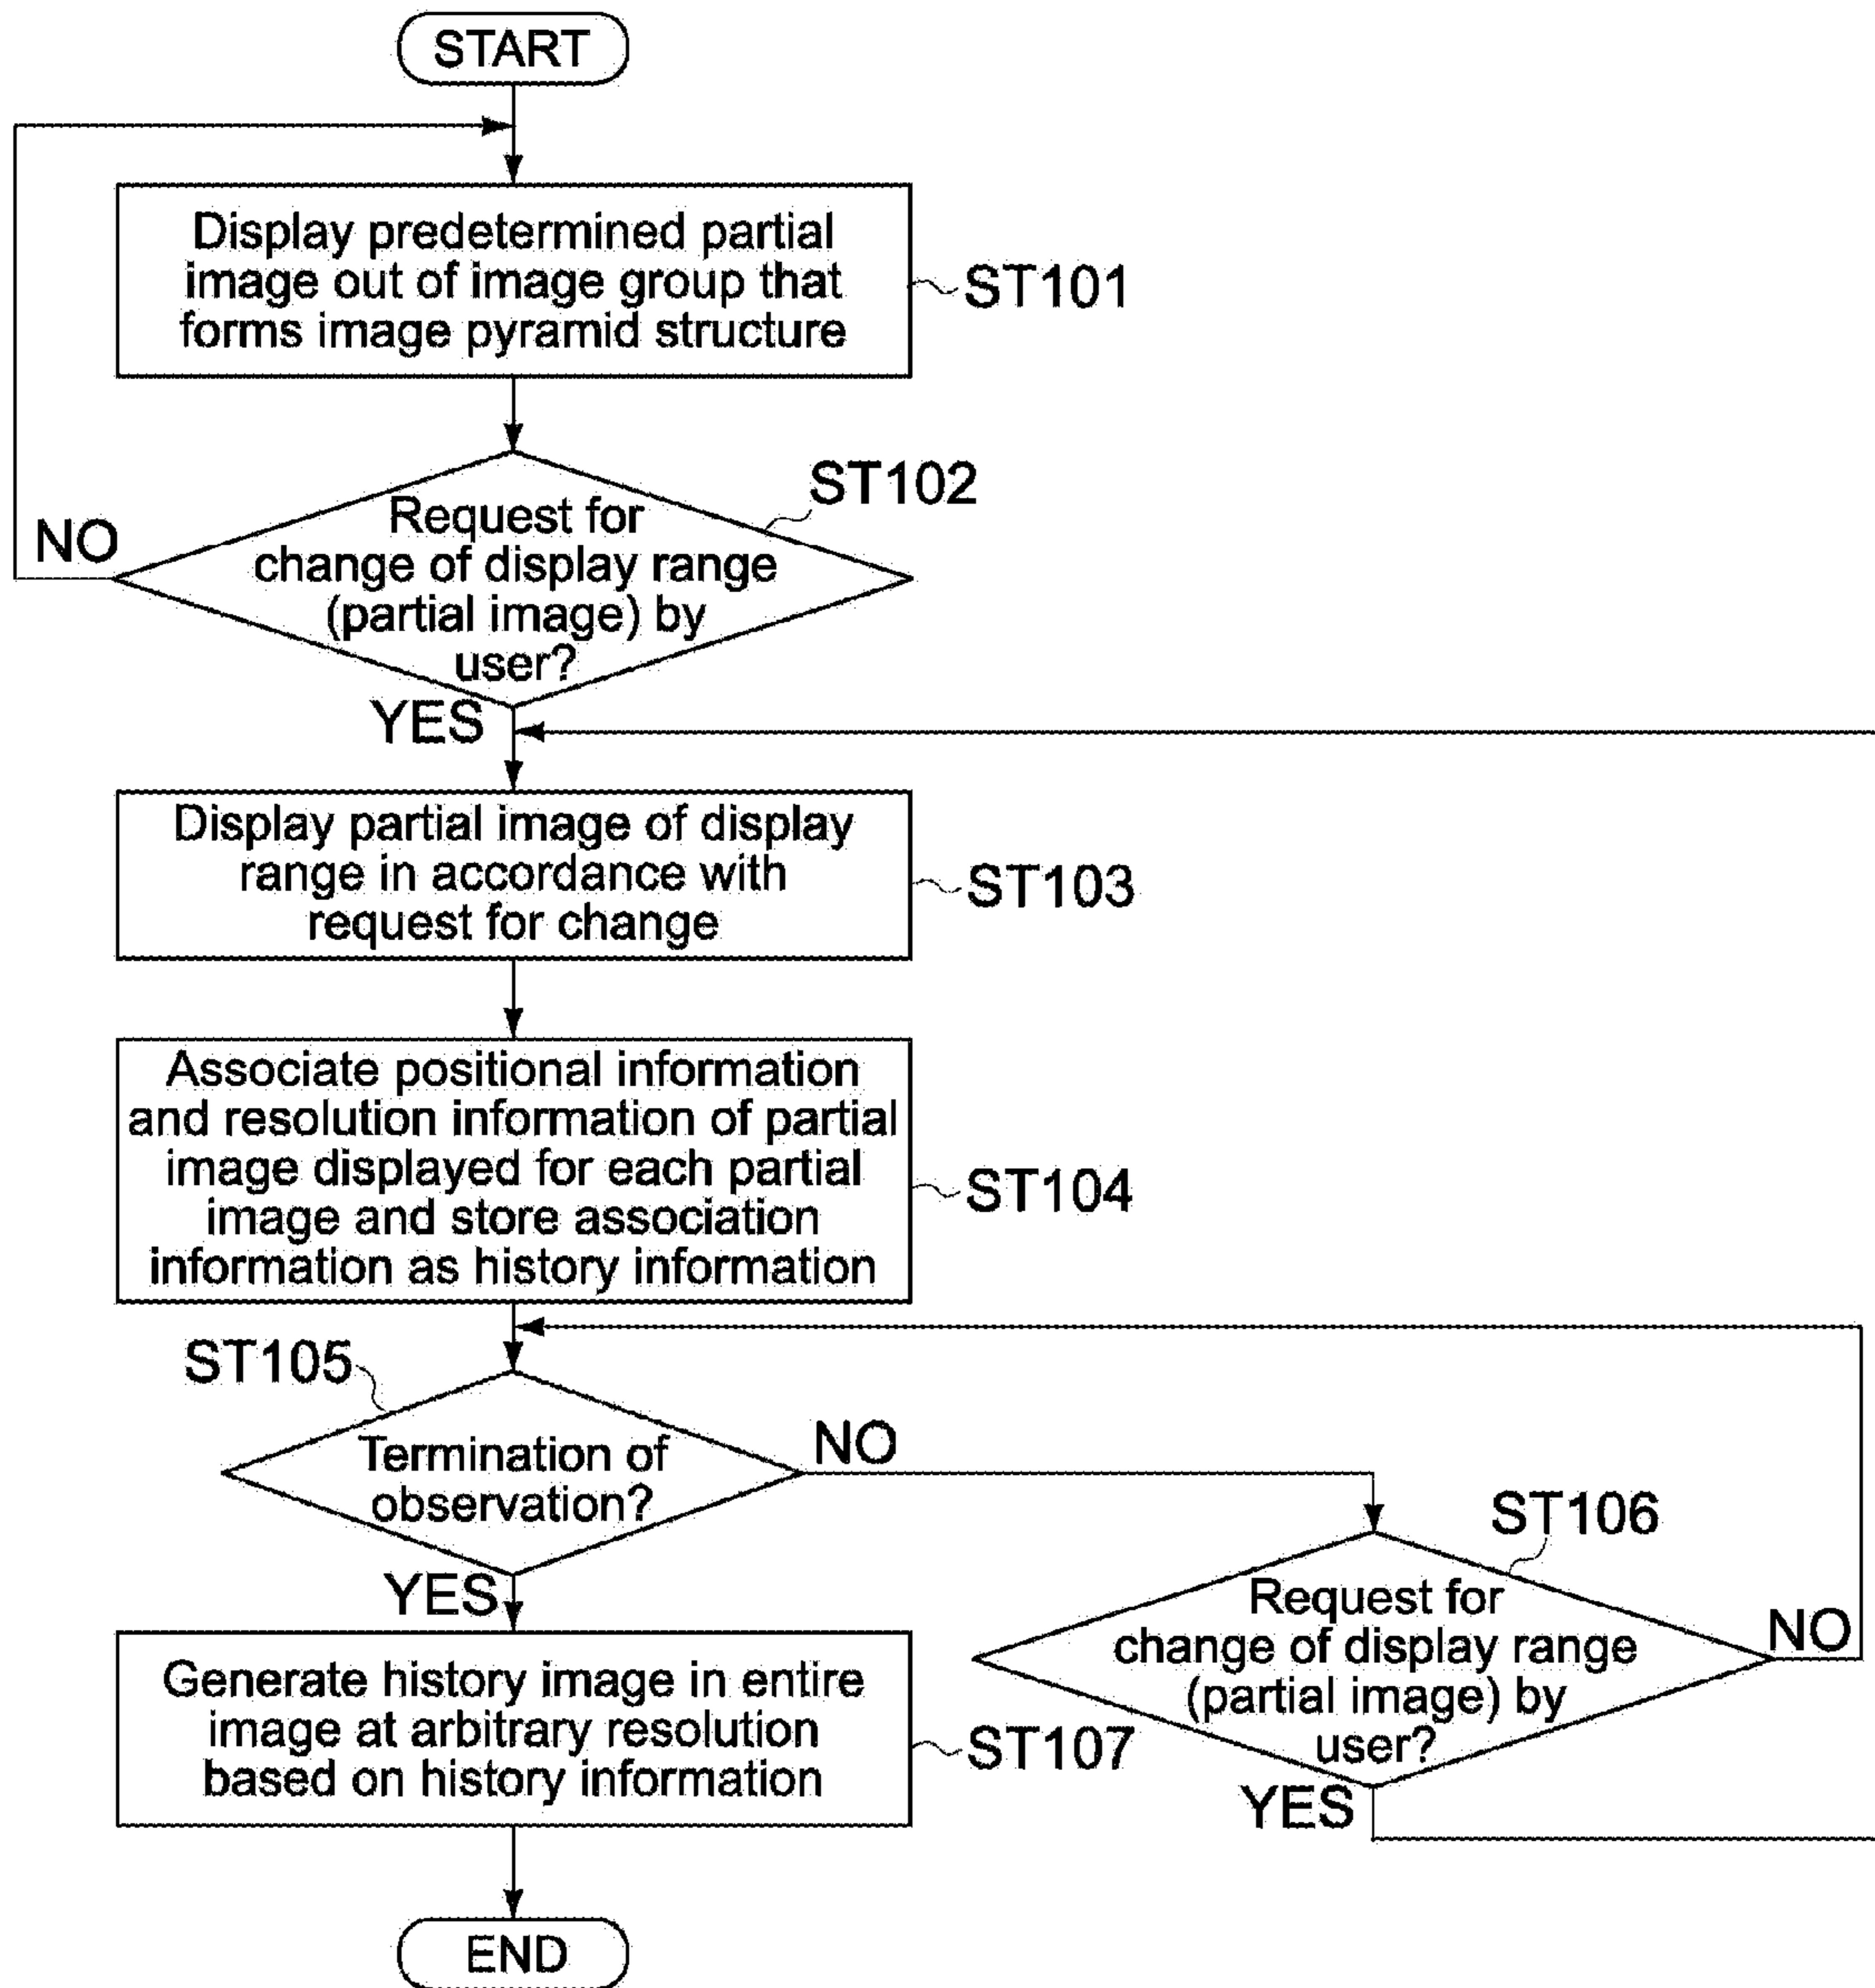 START
Display predetermined partial
image out of image group that
forms image pyramid structure
ST101
ST102
Request for
change of display range
(partial image) by
user?
NO
YES
Display partial image of display
range in accordance with
request for change
ST103
Associate positional information
and resolution information of partial
image displayed for each partial
image and store association
information as history information
ST104
ST105
Termination of
observation?
NO
YES
ST106
Request for
change of display range
(partial image) by
user?
NO
YES
Generate history image in entire
image at arbitrary resolution
based on history information
ST107
END